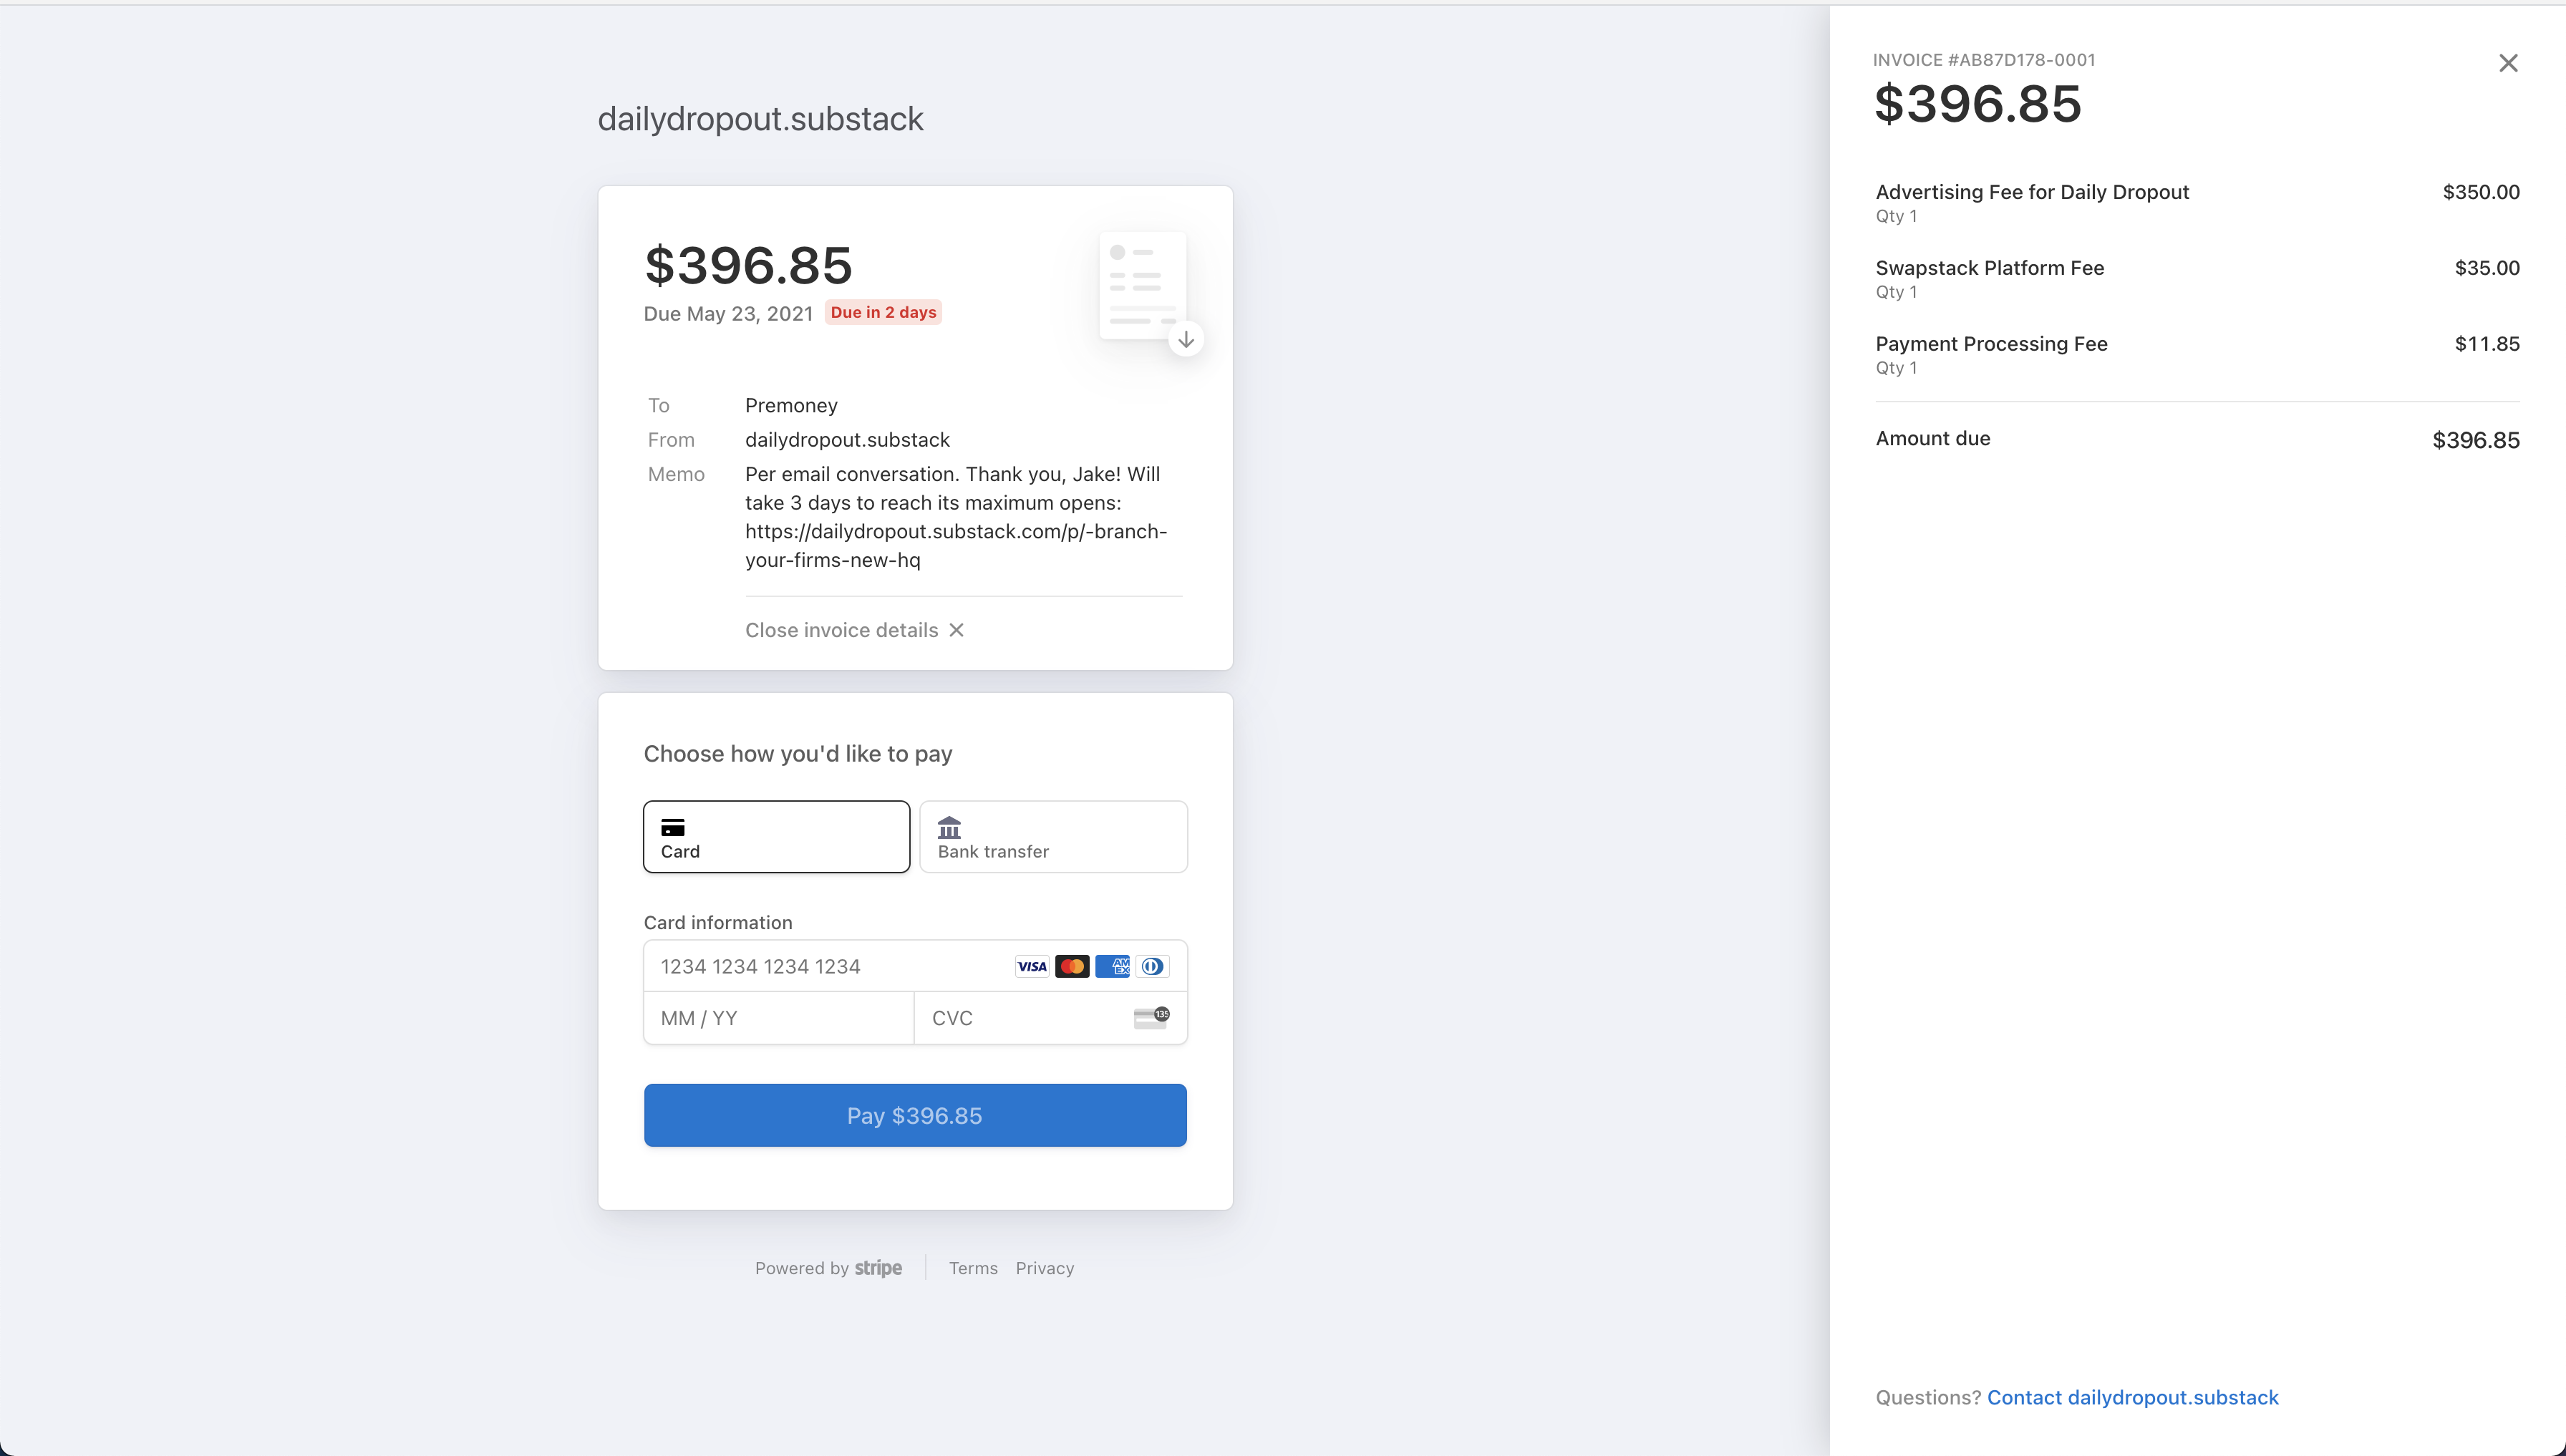 dailydropout.substack
$396.85
Due May 23, 2021 Due in 2 days
To Premoney
From dailydropout.substack
Memo Per email conversation. Thank you, Jake! Will
take 3 days to reach its maximum opens:
https://dailydropout.substack.com/p/-branch-
your-firms-new-hq
Close invoice details
Choose how you'd like to pay
Card
Bank transfer
Card information
1234 1234 1234 1234 VISA AM
EX
MM / YY
CVC 135
Pay $396.85
Powered by stripe Terms Privacy
INVOICE #AB87D178-0001
$396.85
Advertising Fee for Daily Dropout $350.00
Qty 1
Swapstack Platform Fee $35.00
Qty 1
Payment Processing Fee $11.85
Qty 1
Amount due $396.85
Questions? Contact dailydropout.substack